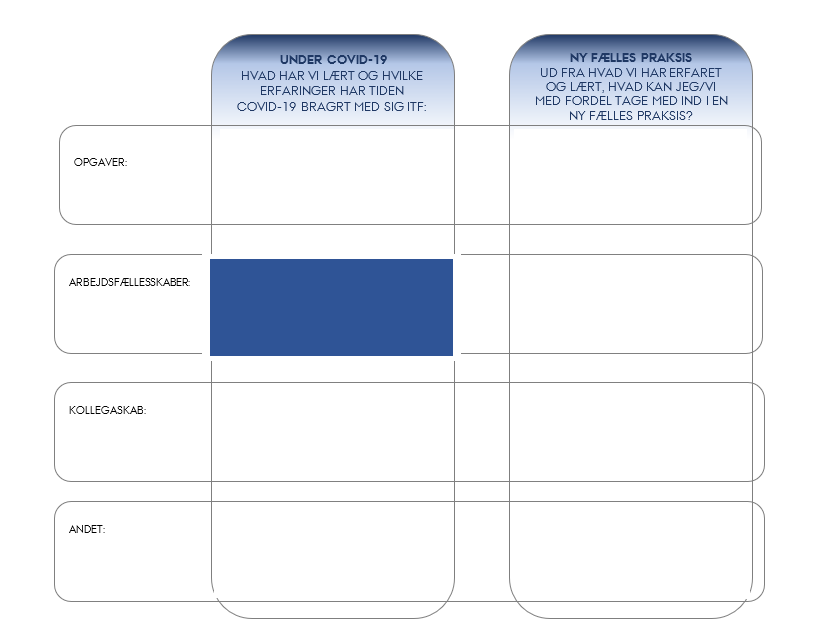 UNDER COVID-19
HVAD HAR VI LÆRT OG HVILKE
ERFARINGER HAR TIDEN
COVID-19 BRAGRT MED SIG ITF:
NY FÆLLES PRAKSIS
UD FRA HVAD VI HAR ERFARET
OG LÆRT, HVAD KAN JEG/VI
MED FORDEL TAGE MED IND I EN
NY FÆLLES PRAKSIS?
OPGAVER:
ARBEJDSFÆLLESSKABER:
KOLLEGASKAB:
ANDET: